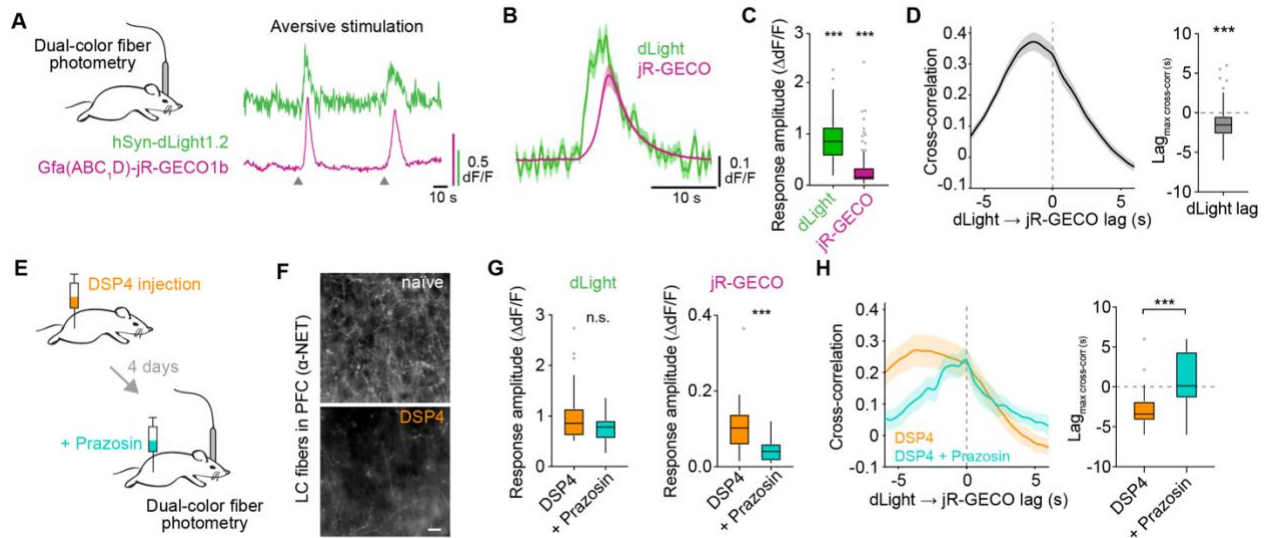 A
Dual-color fiber
photometry
hSyn-dLight1.2
Gfa(ABC₁D)-jR-GECO1b
Aversive stimulation
0.5
dF/F
10 s
B
dLight
jR-GECO
0.1
dF/F
10 s
C
Response amplitude (ΔdF/F)
3
2
1
0
*** ***
dLight
jR-GECO
D
Cross-correlation
0.4
0.3
0.2
0.1
0
-0.1
-5 0 5
dLight → jR-GECO lag (s)
Lag max cross-corr (s)
10
5
0
-5
-10
***
dLight lag
E
DSP4 injection
4 days
+ Prazosin
Dual-color fiber
photometry
F
LC fibers in PFC (α-NET)
naïve
DSP4
G
dLight
Response amplitude (ΔdF/F)
3
2
1
0
n.s.
DSP4
+ Prazosin
jR-GECO
Response amplitude (ΔdF/F)
0.4
0.2
0.0
***
DSP4
+ Prazosin
H
Cross-correlation
0.4
0.3
0.2
0.1
0
-0.1
DSP4
DSP4 + Prazosin
-5 0 5
dLight → jR-GECO lag (s)
Lag max cross-corr (s)
10
5
0
-5
-10
***
DSP4
+ Prazosin